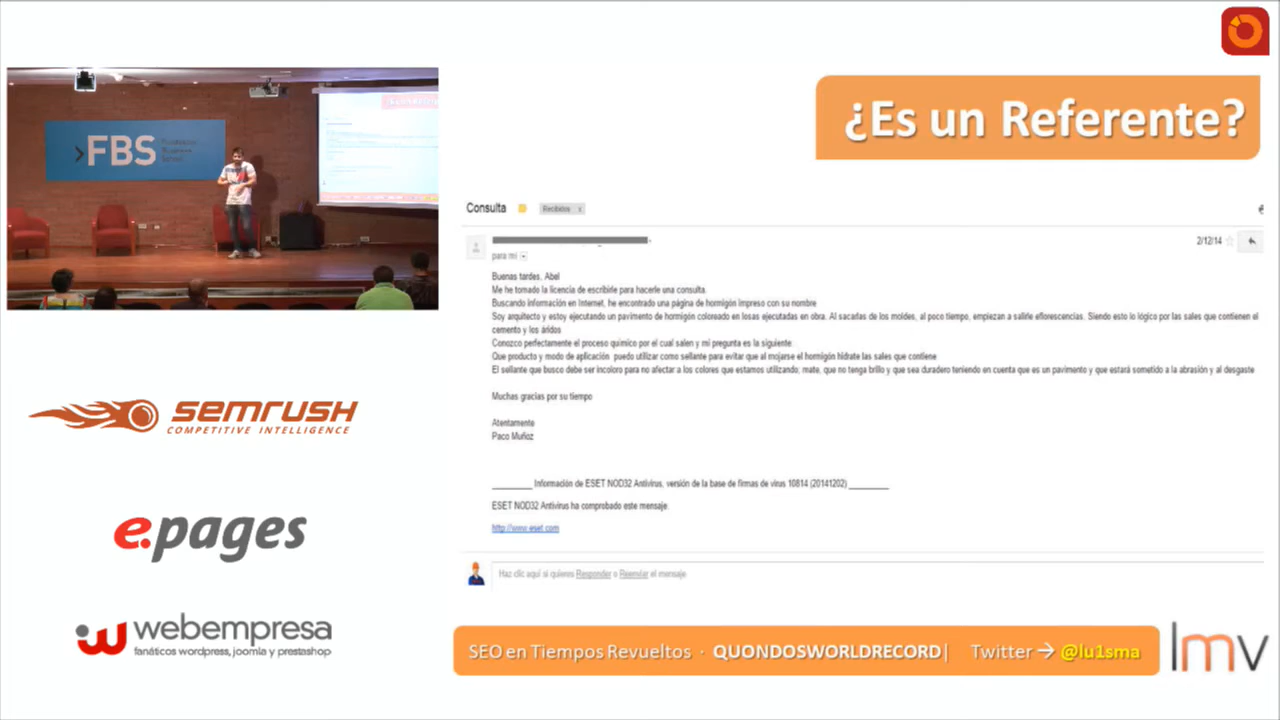 ¿Es un Referente?
FBS
Consulta
Recibidos x
2/12/14
para mi
Buenas tardes, Abel
Me he tomado la licencia de escribirle para hacerle una consulta.
Buscando información en Internet, he encontrado una página de hormigón impreso con su nombre
Soy arquitecto y estoy ejecutando un pavimento de hormigón coloreado en losas ejecutadas en obra. Al sacarlas de los moldes, al poco tiempo, empiezan a salirle eflorescencias. Siendo esto lo lógico por las sales que contienen el
cemento y los áridos
Conozco perfectamente el proceso químico por el cual salen y mi pregunta es la siguiente:
Que producto y modo de aplicación puedo utilizar como sellante para evitar que al mojarse el hormigón hidrate las sales que contiene
El sellante que busco debe ser incoloro para no afectar a los colores que estamos utilizando; mate, que no tenga brillo y que sea duradero teniendo en cuenta que es un pavimento y que estará sometido a la abrasión y al desgaste
Muchas gracias por su tiempo
Atentamente
Paco Muñoz
__________ Información de ESET NOD32 Antivirus, versión de la base de firmas de virus 10814 (20141202) __________
ESET NOD32 Antivirus ha comprobado este mensaje.
http://www.eset.com
Haz clic aquí si quieres Responder o Reenviar el mensaje
semrush
COMPETITIVE INTELLIGENCE
e.pages
webempresa
fanáticos wordpress, joomla y prestashop
SEO en Tiempos Revueltos · QUONDOSWORLDRECORD| Twitter → @lu1sma
lmv